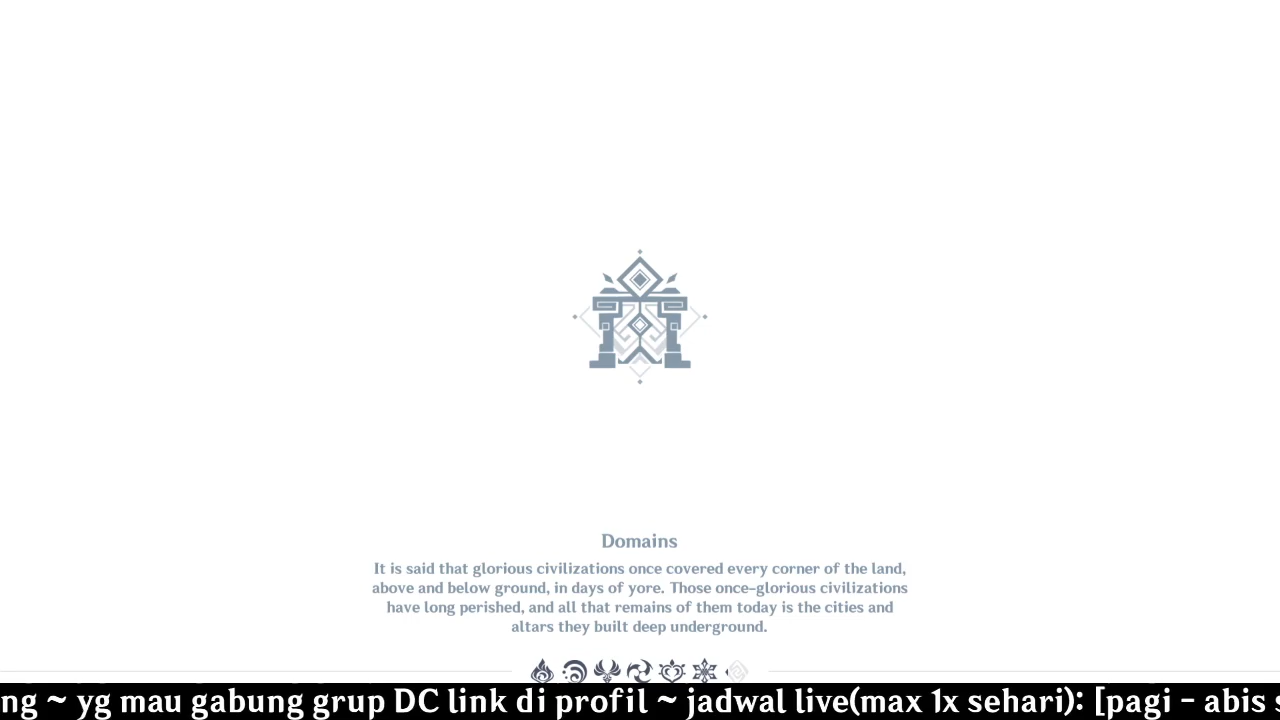 Domains
It is said that glorious civilizations once covered every corner of the land,
above and below ground, in days of yore. Those once-glorious civilizations
have long perished, and all that remains of them today is the cities and
altars they built deep underground.
ng ~ yg mau gabung grup DC link di profil ~ jadwal live(max 1x sehari): [pagi - abis s